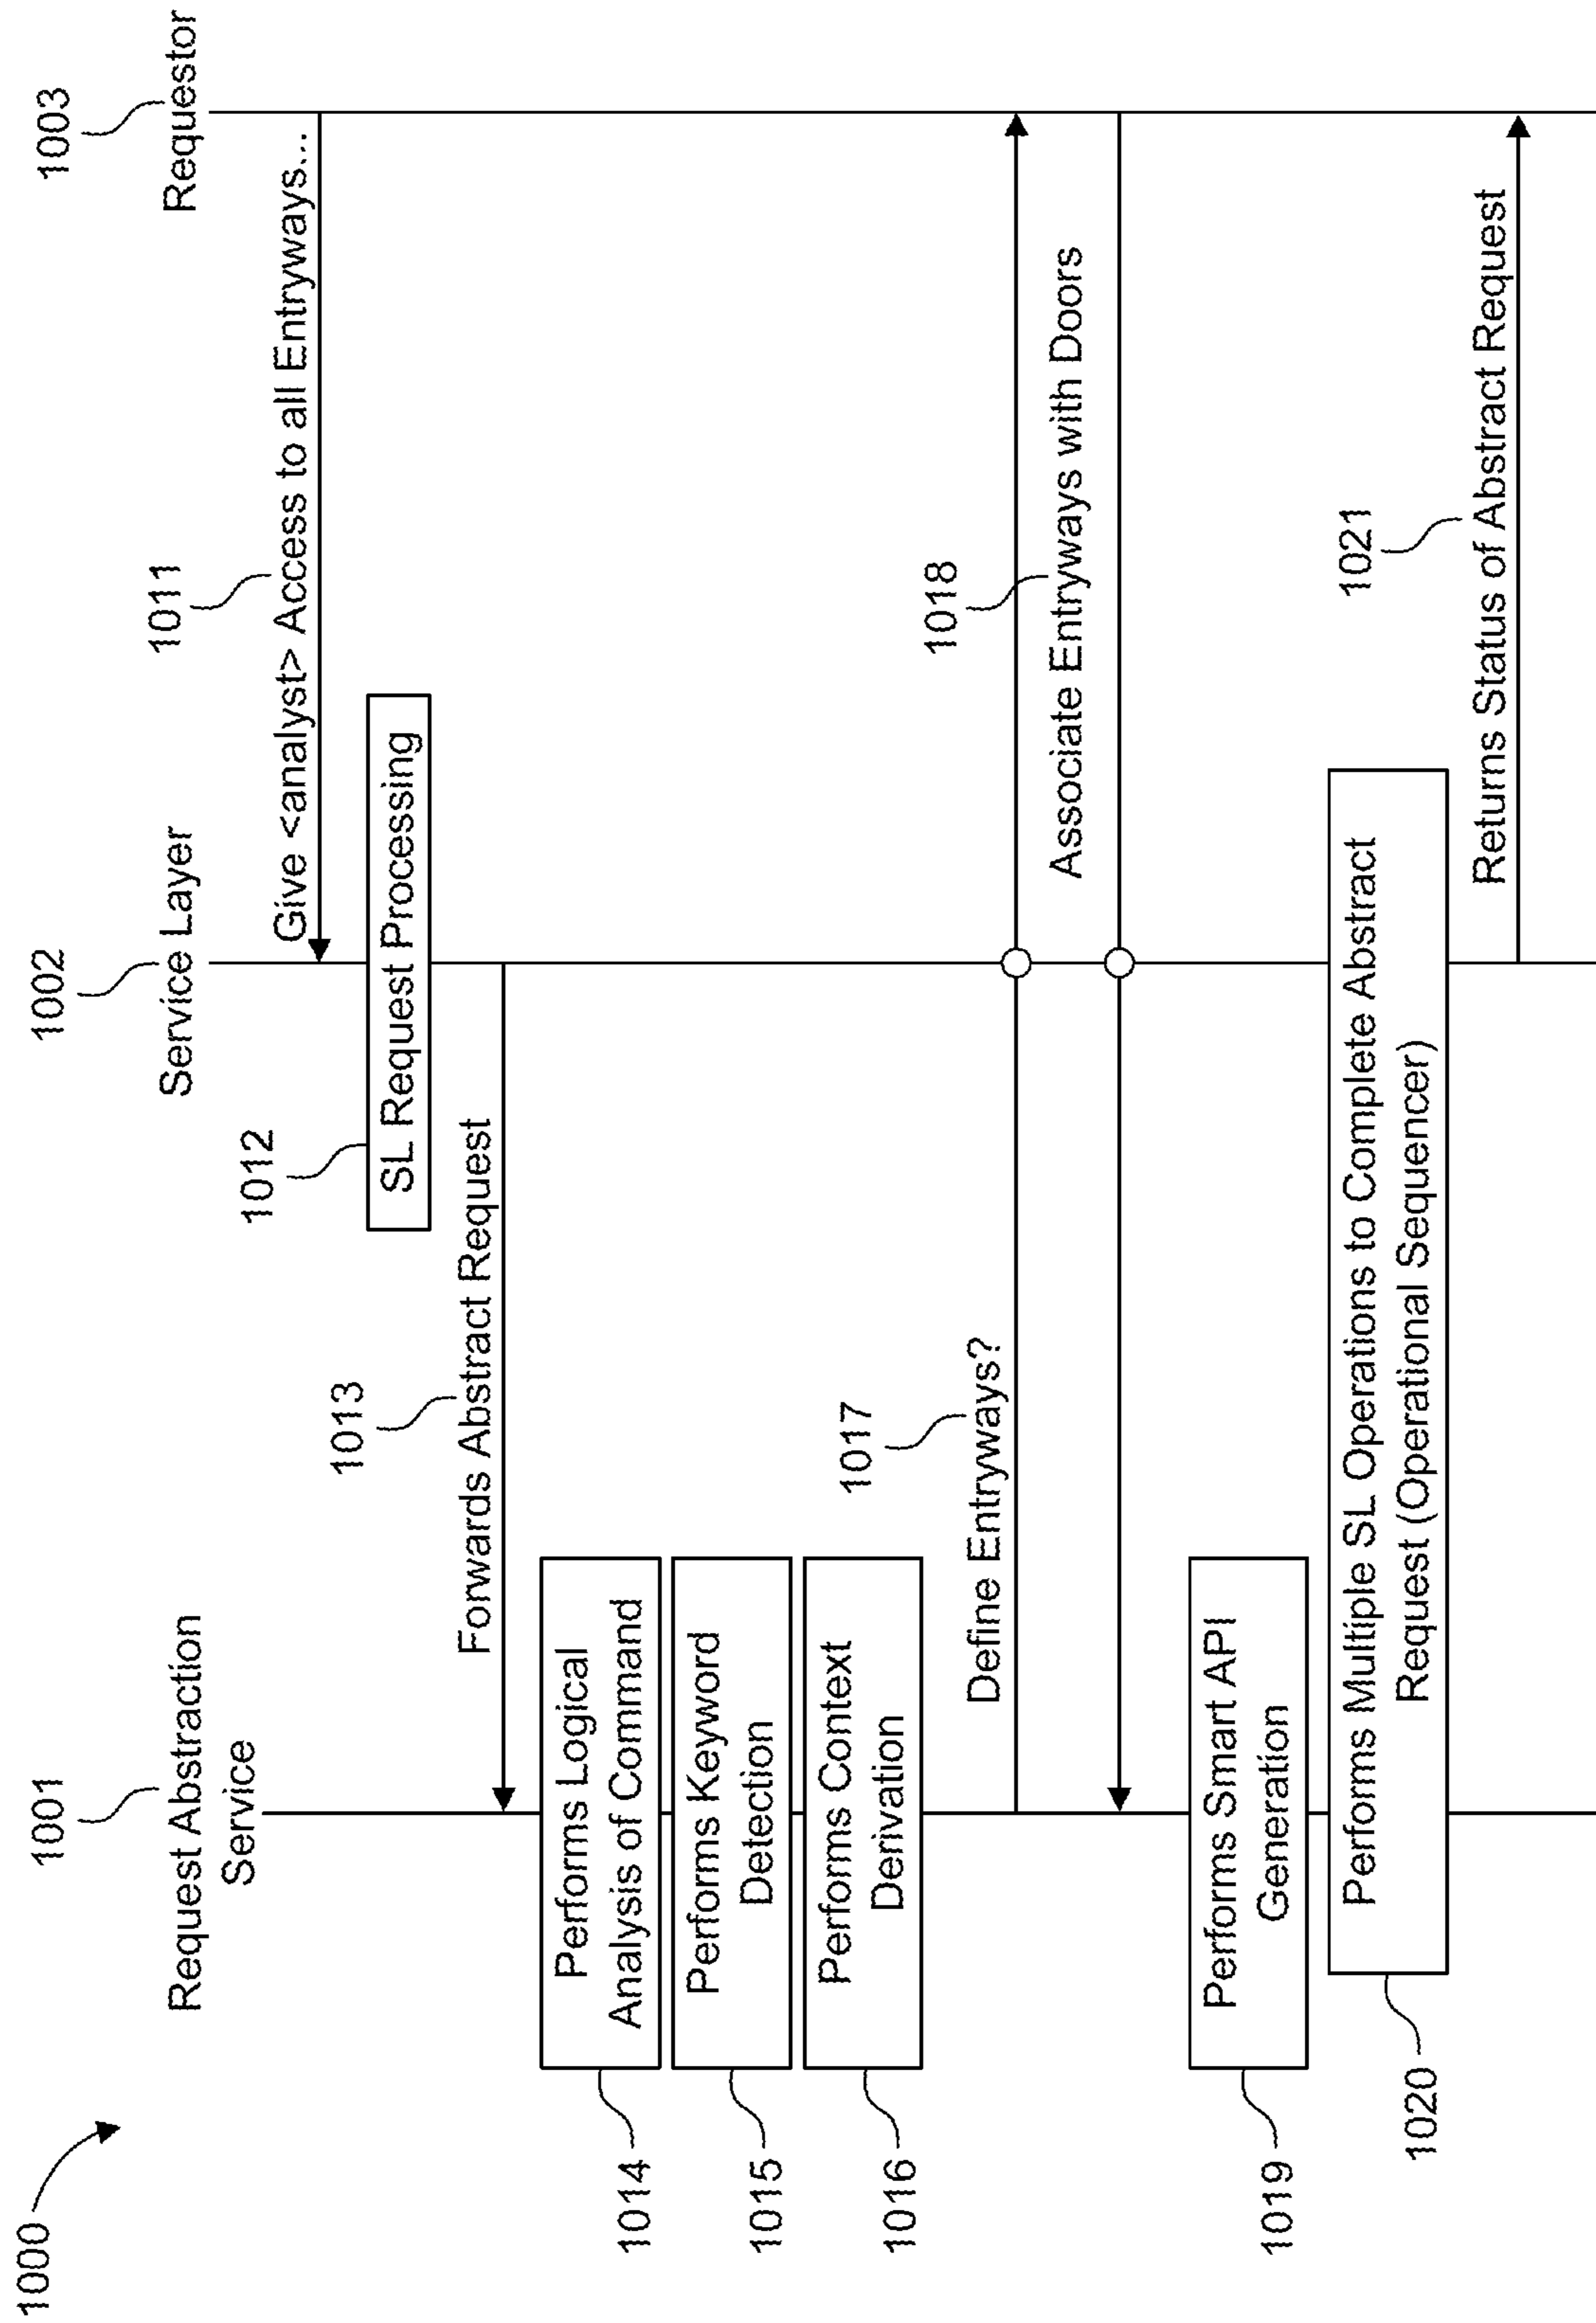 1000
1001
Request Abstraction
Service
1002
Service Layer
1003
Requestor
1011
Give <analyst> Access to all Entryways...
1012
SL Request Processing
1013
Forwards Abstract Request
1014
Performs Logical
Analysis of Command
1015
Performs Keyword
Detection
1016
Performs Context
Derivation
1017
Define Entryways?
1018
Associate Entryways with Doors
1019
Performs Smart API
Generation
1020
Performs Multiple SL Operations to Complete Abstract
Request (Operational Sequencer)
1021
Returns Status of Abstract Request